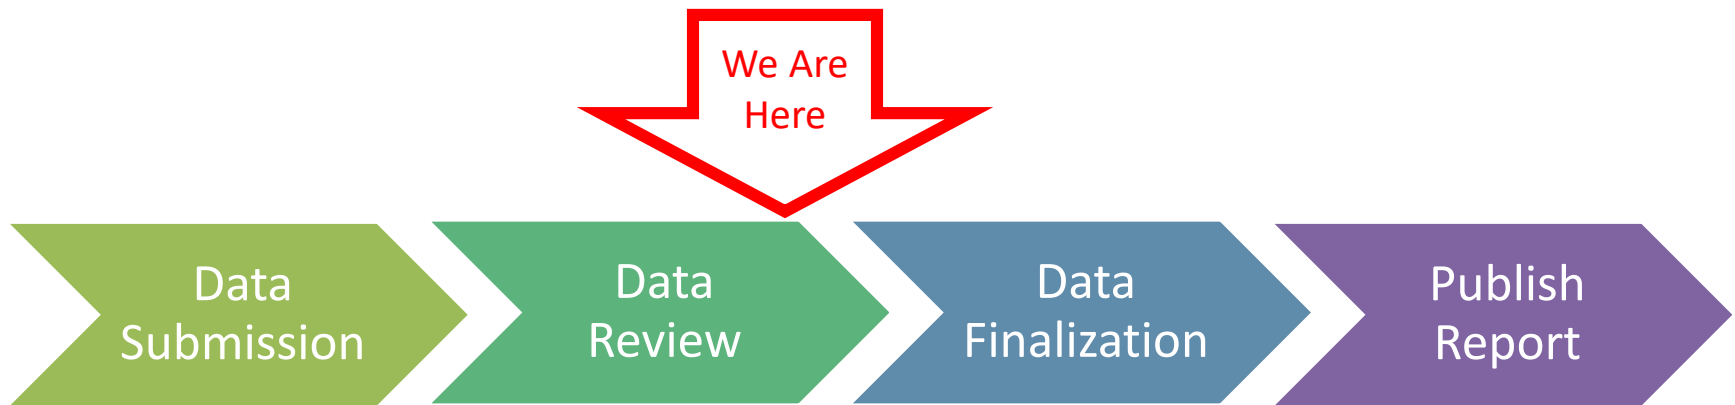 We Are
Here
Data
Submission
Data
Review
Data
Finalization
Publish
Report